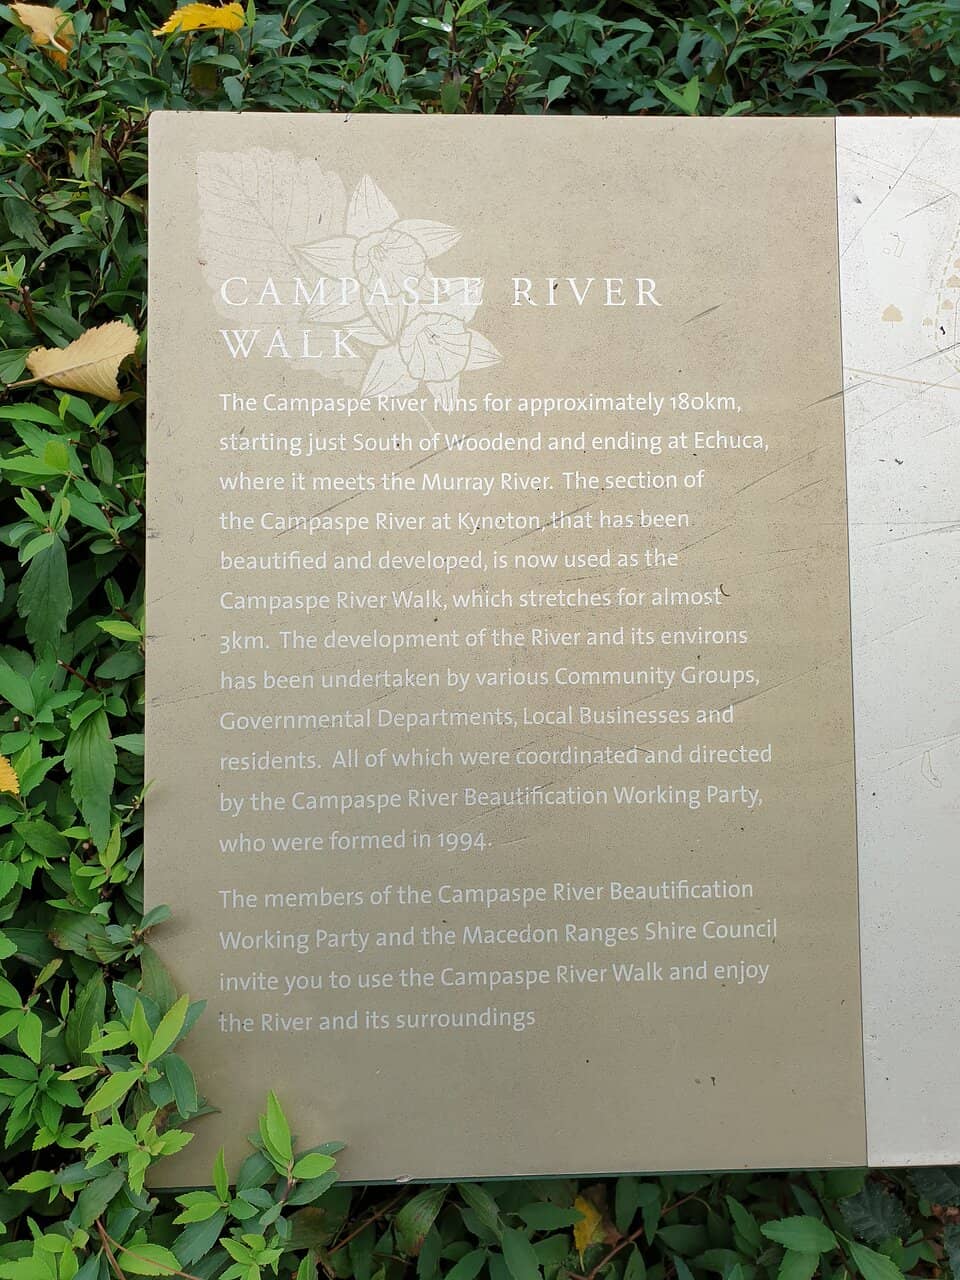 CAMPASPE RIVER
WALK
The Campaspe River runs for approximately 180km,
starting just South of Woodend and ending at Echuca,
where it meets the Murray River. The section of
the Campaspe River at Kyneton, that has been
beautified and developed, is now used as the
Campaspe River Walk, which stretches for almost
3km. The development of the River and its environs
has been undertaken by various Community Groups,
Governmental Departments, Local Businesses and
residents. All of which were coordinated and directed
by the Campaspe River Beautification Working Party,
who were formed in 1994.
The members of the Campaspe River Beautification
Working Party and the Macedon Ranges Shire Council
invite you to use the Campaspe River Walk and enjoy
the River and its surroundings